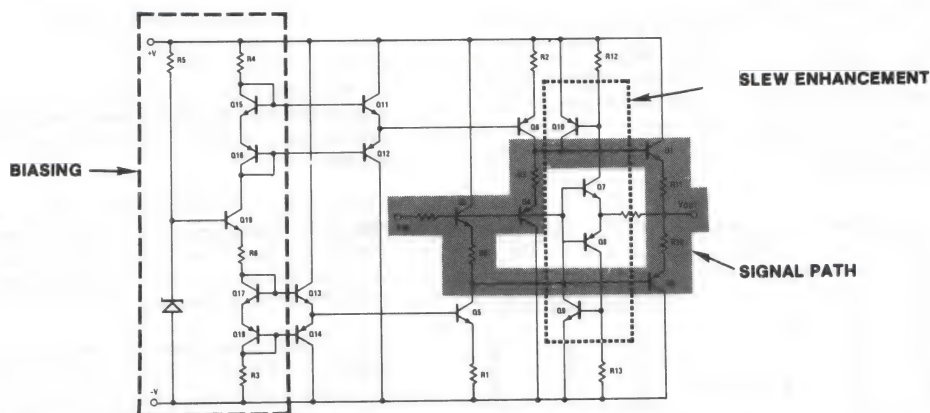 +V
R5
R4
R2
R12
SLEW ENHANCEMENT
Q15
Q11
Q10
Q16
Q12
BIASING
Q7
R11
Q19
VOUT
R6
Q8
R10
SIGNAL PATH
Q17
Q13
Q5
Q9
Q18
Q14
R3
R1
R13
-V